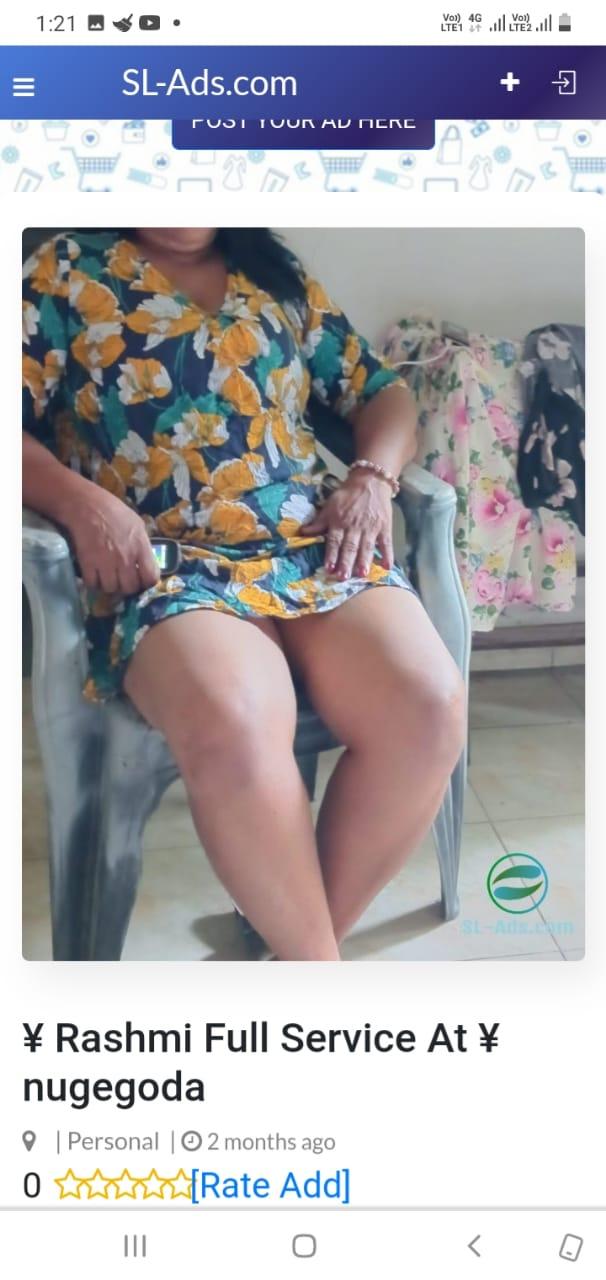 1:21 Vo) 4G Vo)
LTE1 LTE2
SL-Ads.com
POST YOUR AD HERE
SL-Ads.com
¥ Rashmi Full Service At ¥
nugegoda
| Personal | 2 months ago
0 [Rate Add]